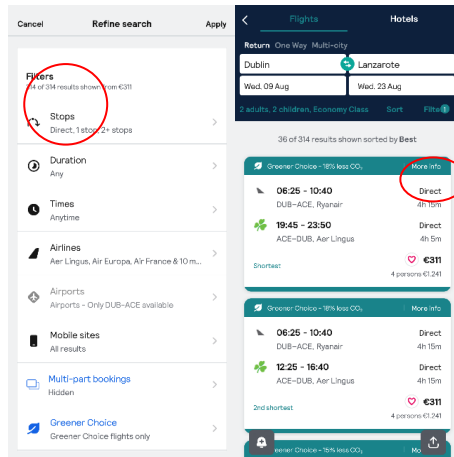 Cancel
Refine search
Apply
Filters
314 of 314 results shown from €311
Stops
Direct, 1 stop, 2+ stops
Duration
Any
Times
Anytime
Airlines
Aer Lingus, Air Europa, Air France & 10 m...
Airports
Airports - Only DUB-ACE available
Mobile sites
All results
Multi-part bookings
Hidden
Greener Choice
Greener Choice flights only
Flights
Hotels
Return One Way Multi-city
Dublin
Lanzarote
Wed, 09 Aug
Wed, 23 Aug
2 adults, 2 children, Economy Class
Sort
Filter 1
36 of 314 results shown sorted by Best
Greener Choice - 18% less CO₂
More Info
06:25 - 10:40
Direct
DUB-ACE, Ryanair
4h 15m
19:45 - 23:50
Direct
ACE-DUB, Aer Lingus
4h 5m
€311
Shortest
4 persons €1,241
Greener Choice - 18% less CO₂
More Info
06:25 - 10:40
Direct
DUB-ACE, Ryanair
4h 15m
12:25 - 16:40
Direct
ACE-DUB, Aer Lingus
4h 15m
€311
2nd shortest
4 persons €1,241
Greener Choice - 15% less CO₂
Mo